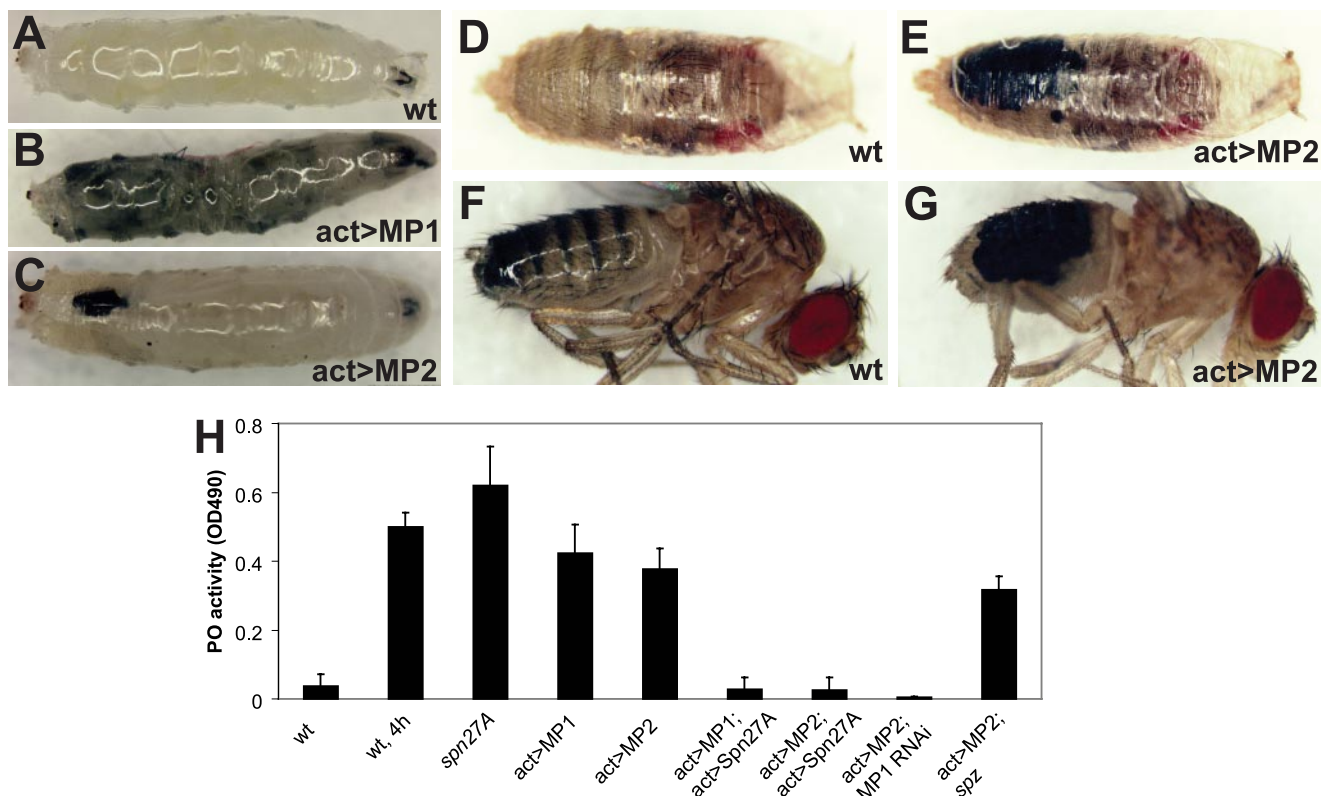 A
wt
B
act>MP1
C
act>MP2
D
wt
E
act>MP2
F
wt
G
act>MP2
H
PO activity (OD490)
0.8
0.6
0.4
0.2
0
wt
wt, 4h
spn27A
act>MP1
act>MP2
act>MP1;
act>Spn27A
act>MP2;
act>Spn27A
act>MP2;
MP1 RNAi
act>MP2;
spz